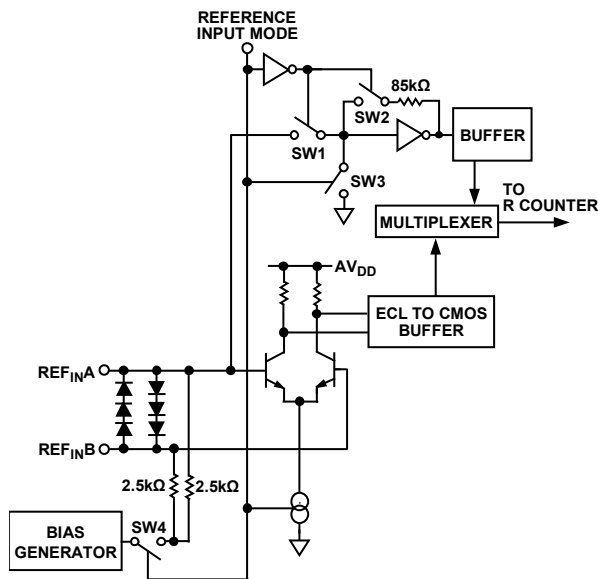 REFERENCE
INPUT MODE
85kΩ
SW2
SW1
BUFFER
SW3
TO
R COUNTER
MULTIPLEXER
AVDD
ECL TO CMOS
BUFFER
REFINA
REFINB
2.5kΩ
2.5kΩ
BIAS
GENERATOR
SW4